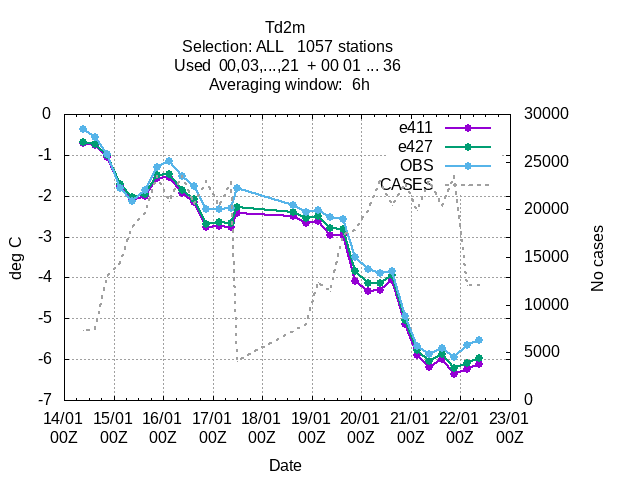 Td2m
Selection: ALL   1057 stations
Used  00,03,...,21  + 00 01 ... 36
Averaging window:  6h
0 30000
e411
-1 e427 25000
OBS
CASES
-2 20000
-3
deg C 15000 No cases
-4
10000
-5
-6 5000
-7 0
14/01 15/01 16/01 17/01 18/01 19/01 20/01 21/01 22/01 23/01
00Z 00Z 00Z 00Z 00Z 00Z 00Z 00Z 00Z 00Z
Date